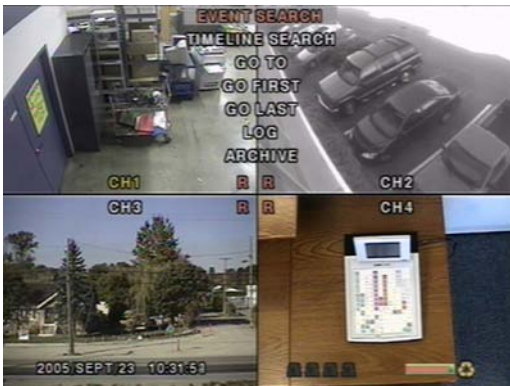 EVENT SEARCH
TIMELINE SEARCH
GO TO
GO FIRST
GO LAST
LOG
ARCHIVE
CH1 R R CH2
CH3 R R CH4
2005 SEPT 23 10:31:53